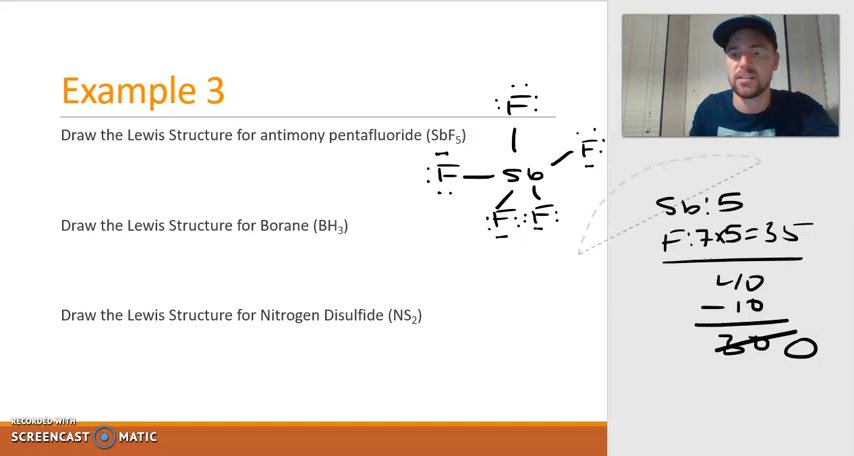 Example 3
Draw the Lewis Structure for antimony pentafluoride (SbF₅)
F
F
F — Sb
F F
Draw the Lewis Structure for Borane (BH₃)
Draw the Lewis Structure for Nitrogen Disulfide (NS₂)
Sb: 5
F: 7x5=35
40
- 10
30 0
RECORDED WITH
SCREENCAST MATIC